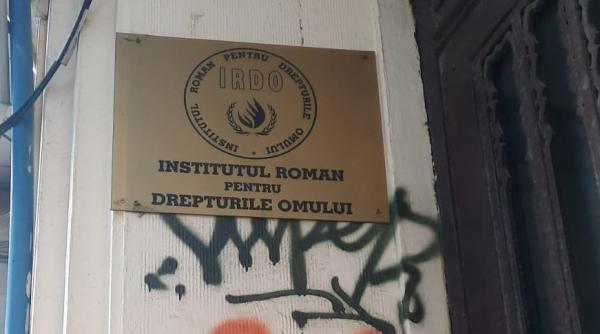 INSTITUTUL ROMAN PENTRU DREPTURILE OMULUI
IRDO
INSTITUTUL ROMAN
PENTRU
DREPTURILE OMULUI